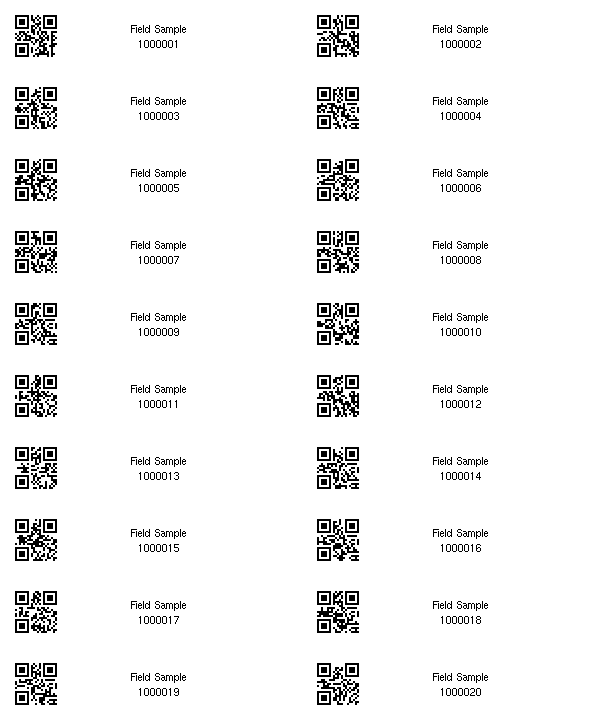 Field Sample
1000001
Field Sample
1000002
Field Sample
1000003
Field Sample
1000004
Field Sample
1000005
Field Sample
1000006
Field Sample
1000007
Field Sample
1000008
Field Sample
1000009
Field Sample
1000010
Field Sample
1000011
Field Sample
1000012
Field Sample
1000013
Field Sample
1000014
Field Sample
1000015
Field Sample
1000016
Field Sample
1000017
Field Sample
1000018
Field Sample
1000019
Field Sample
1000020